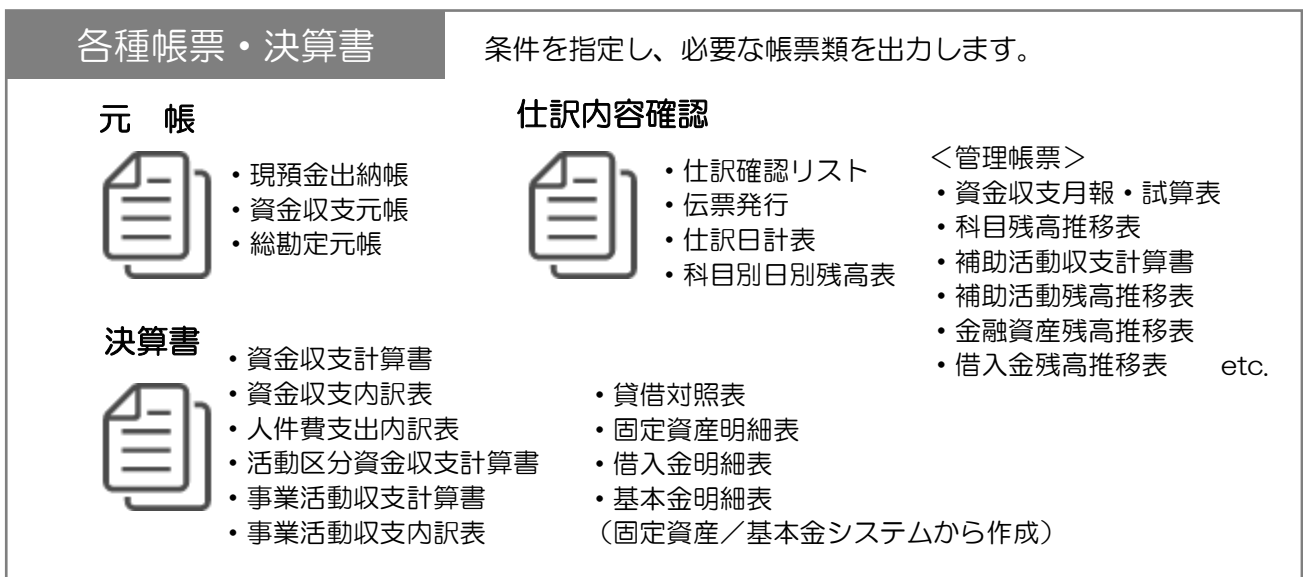 各種帳票・決算書
条件を指定し、必要な帳票類を出力します。
元　帳
・現預金出納帳
・資金収支元帳
・総勘定元帳
仕訳内容確認
・仕訳確認リスト
・伝票発行
・仕訳日計表
・科目別日別残高表
＜管理帳票＞
・資金収支月報・試算表
・科目残高推移表
・補助活動収支計算書
・補助活動残高推移表
・金融資産残高推移表
・借入金残高推移表　　etc.
決算書
・資金収支計算書
・資金収支内訳表
・人件費支出内訳表
・活動区分資金収支計算書
・事業活動収支計算書
・事業活動収支内訳表
・貸借対照表
・固定資産明細表
・借入金明細表
・基本金明細表
（固定資産／基本金システムから作成）